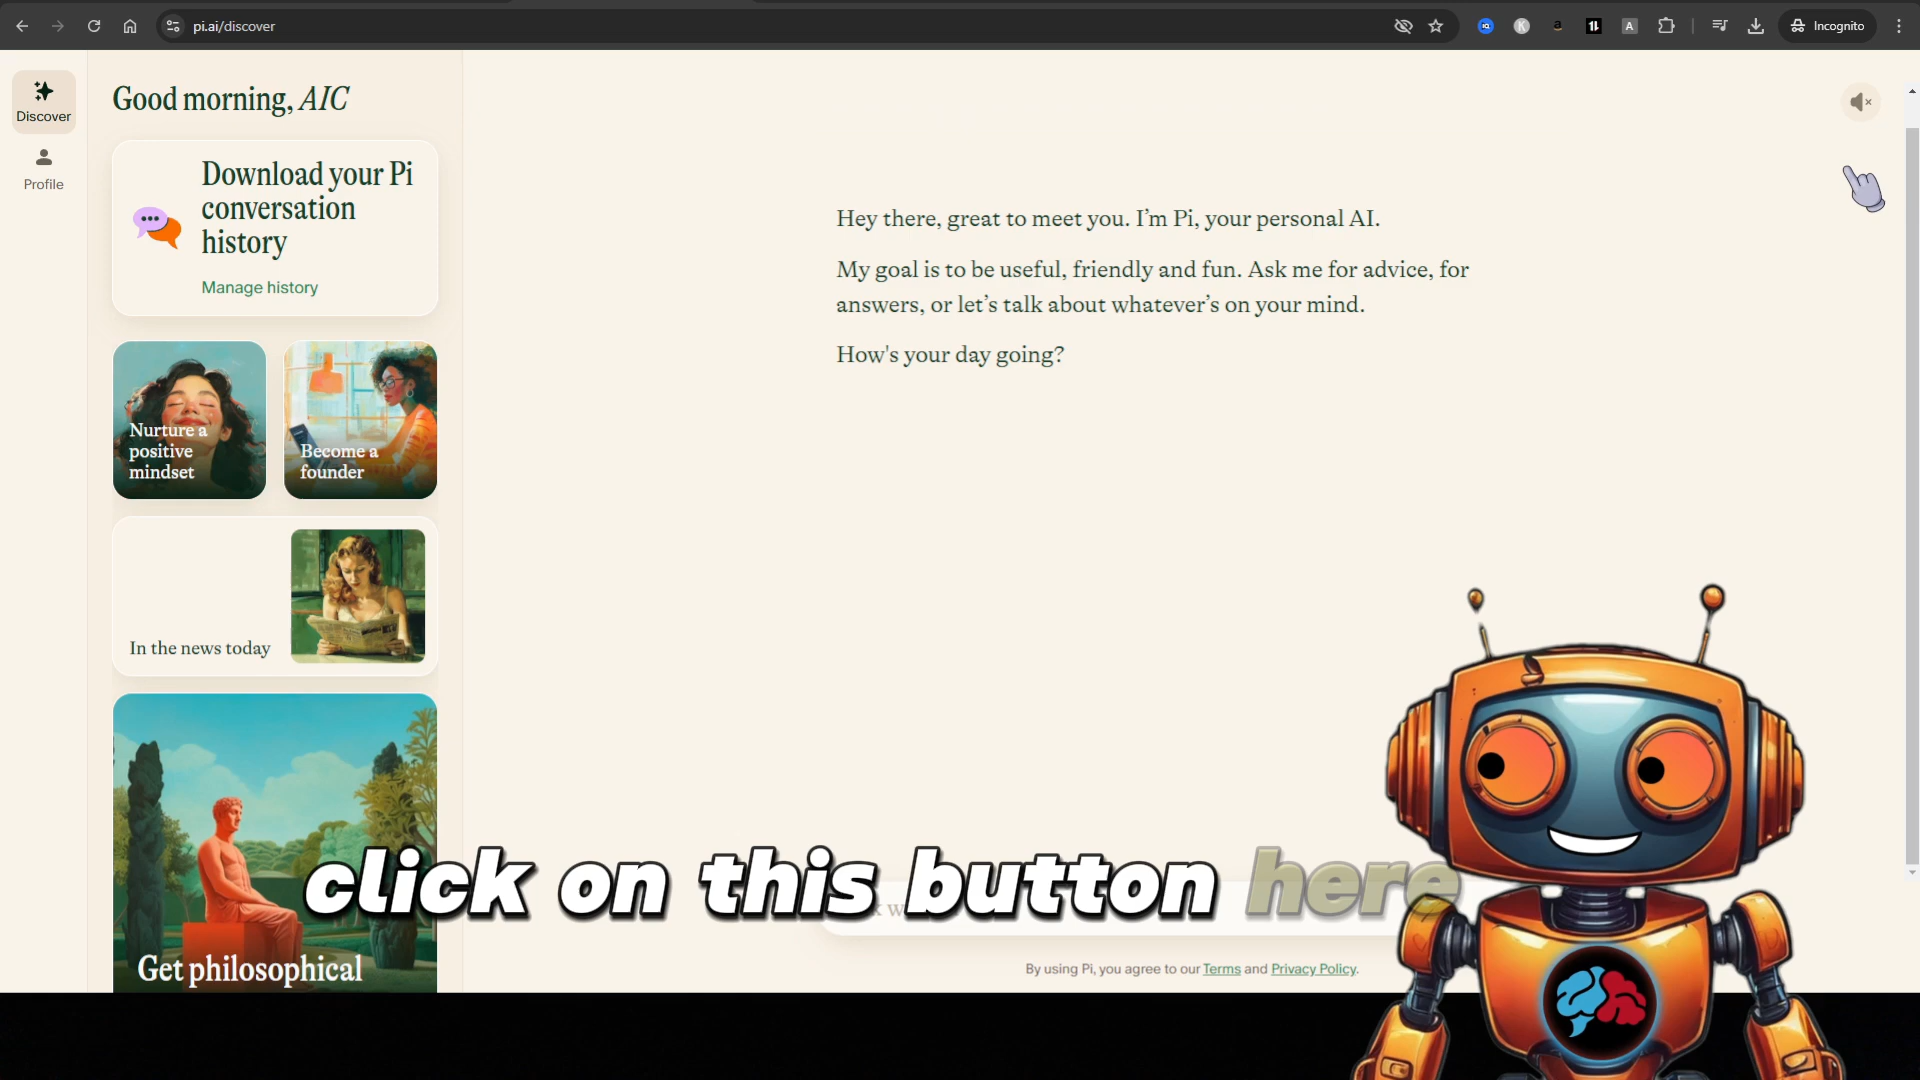 pi.ai/discover
Incognito
Discover
Profile
Good morning, AIC
Download your Pi
conversation
history
Manage history
Nurture a
positive
mindset
Become a
founder
In the news today
Get philosophical
Hey there, great to meet you. I’m Pi, your personal AI.
My goal is to be useful, friendly and fun. Ask me for advice, for
answers, or let’s talk about whatever’s on your mind.
How's your day going?
click on this button here
By using Pi, you agree to our Terms and Privacy Policy.